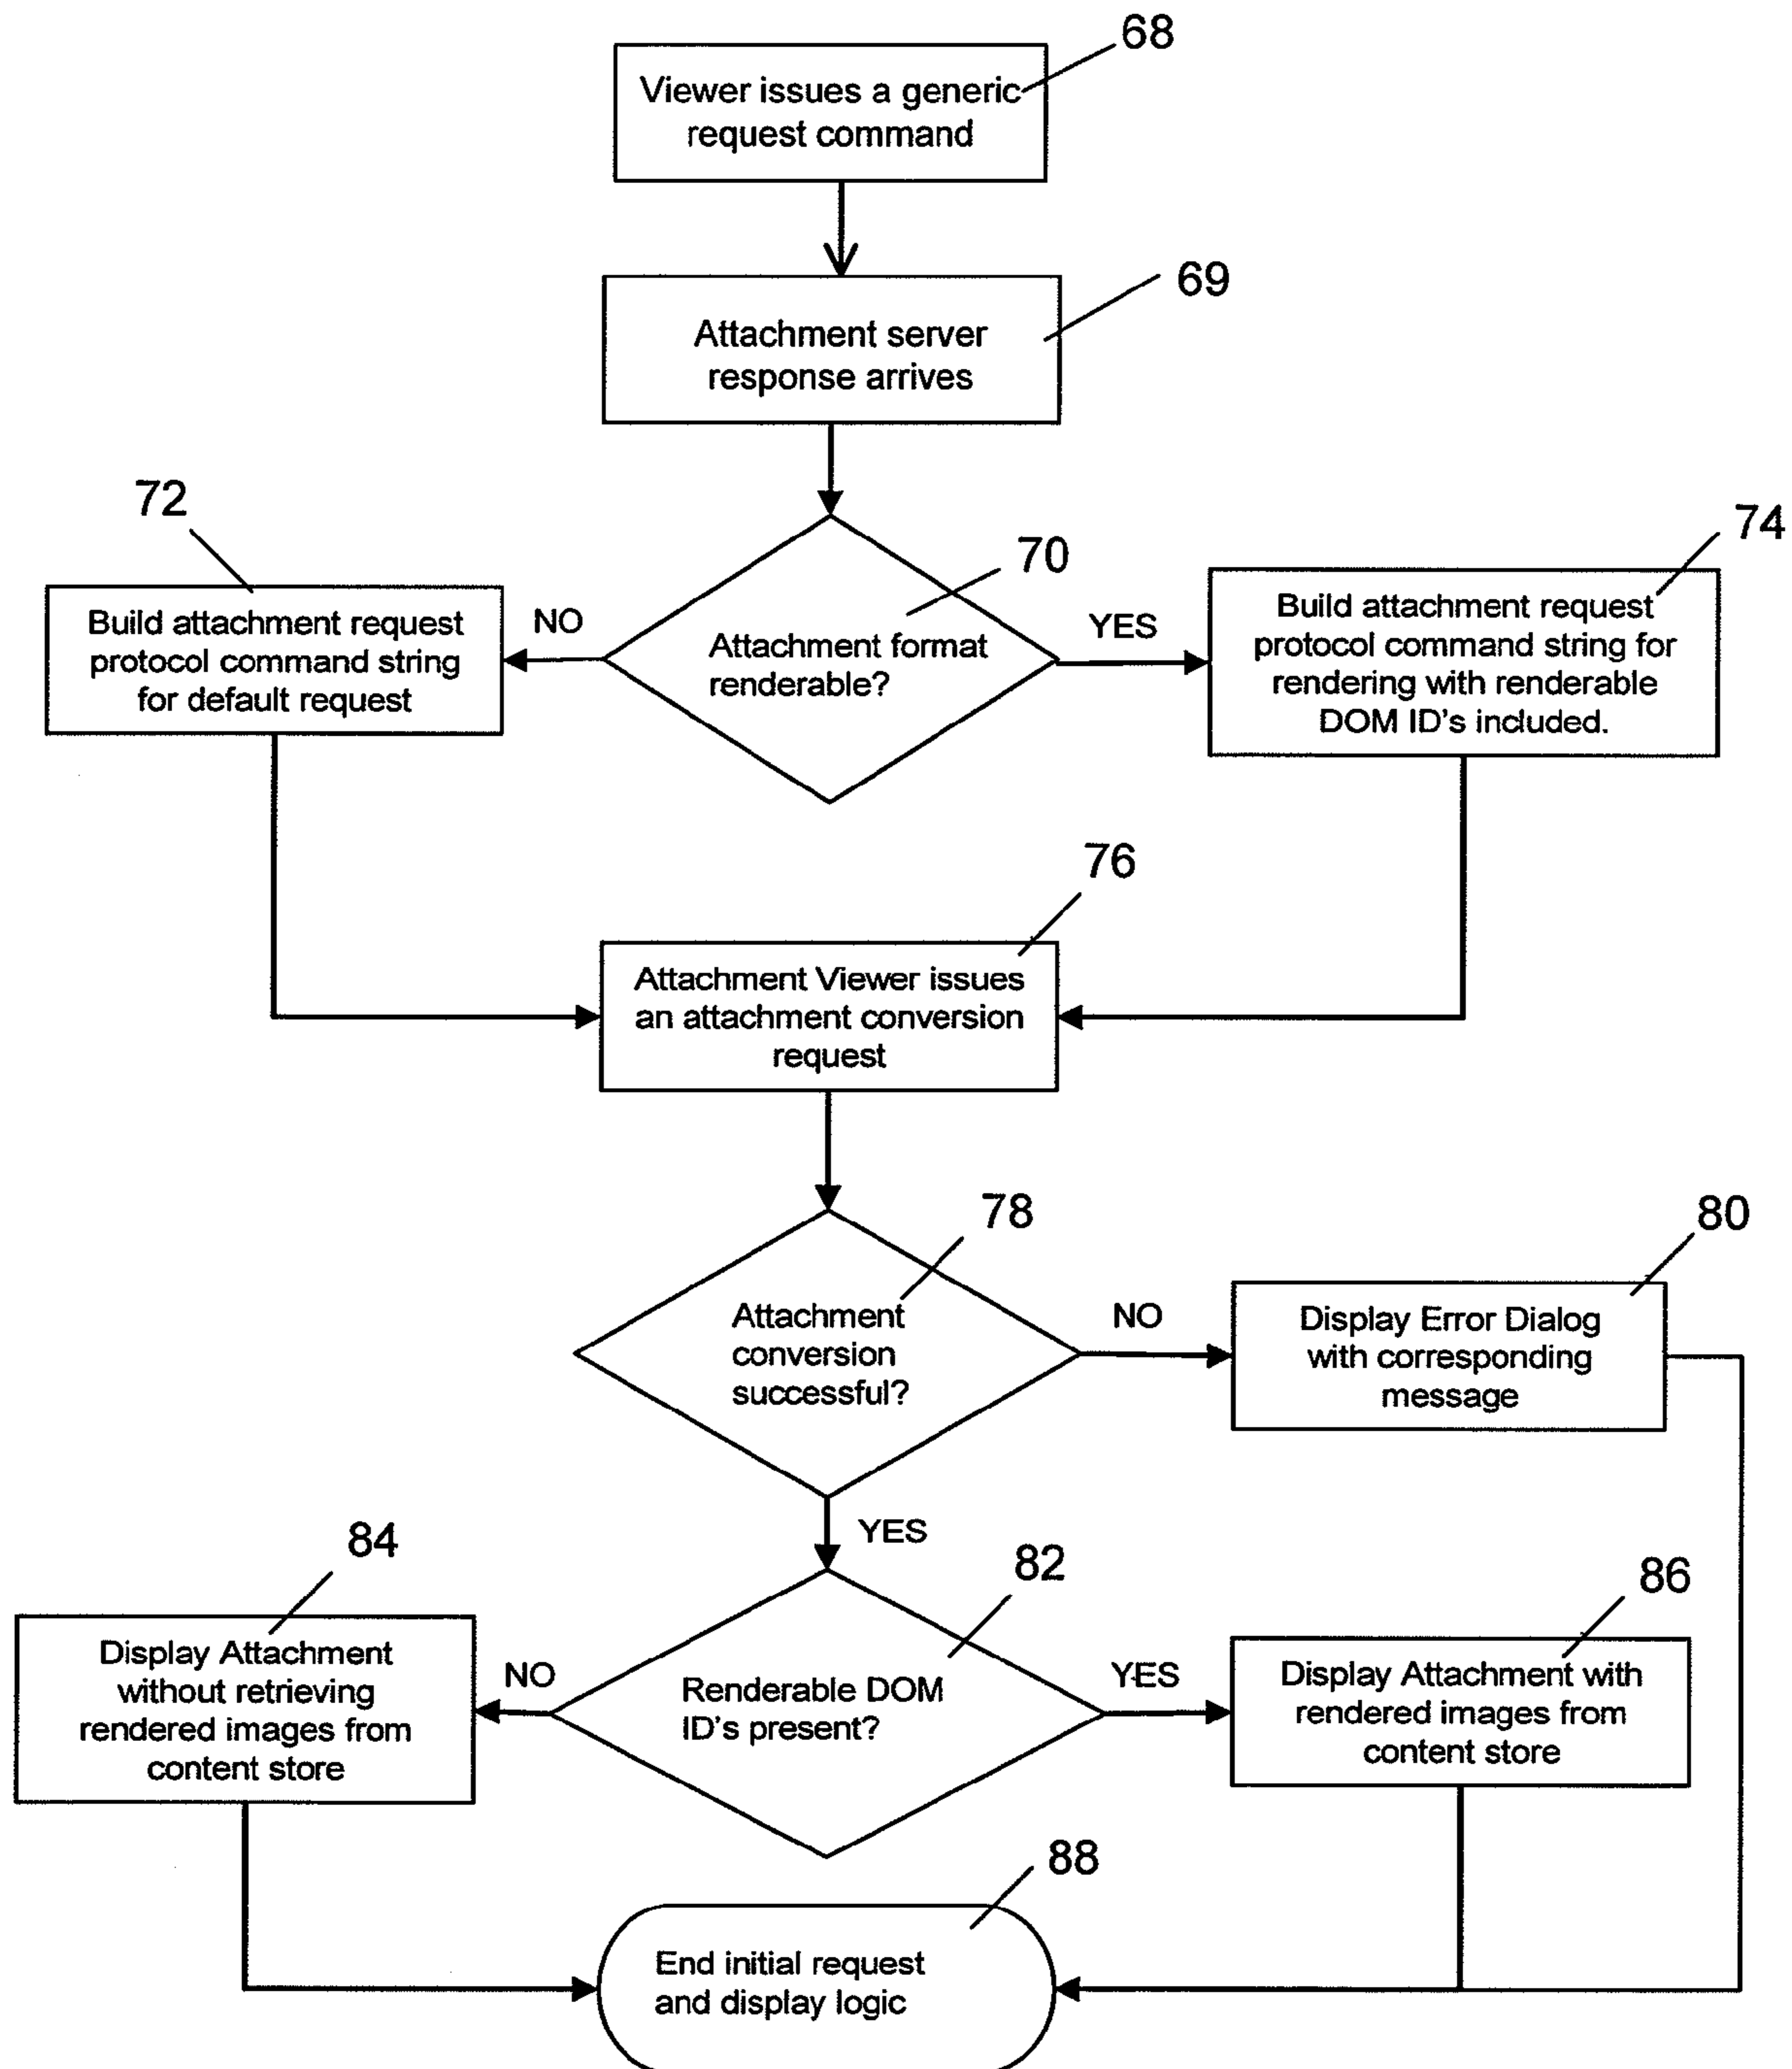 68
Viewer issues a generic
request command
69
Attachment server
response arrives
72
70
74
Build attachment request
protocol command string
for default request
NO
Attachment format
renderable?
YES
Build attachment request
protocol command string for
rendering with renderable
DOM ID's included.
76
Attachment Viewer issues
an attachment conversion
request
78
80
Attachment
conversion
successful?
NO
Display Error Dialog
with corresponding
message
YES
84
82
86
Display Attachment
without retrieving
rendered images from
content store
NO
Renderable DOM
ID's present?
YES
Display Attachment with
rendered images from
content store
88
End initial request
and display logic